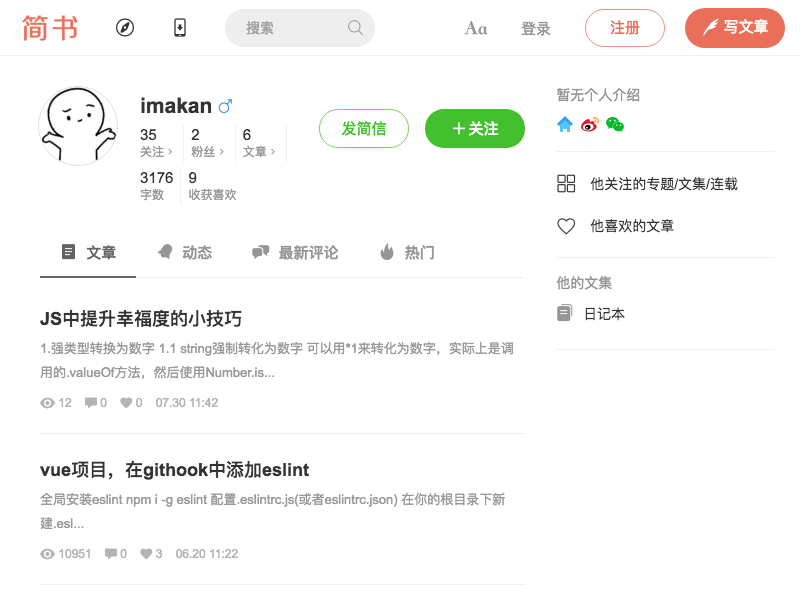 简书
搜索
Aa
登录
注册
写文章
imakan
35
关注
2
粉丝
6
文章
3176
字数
9
收获喜欢
发简信
+关注
文章
动态
最新评论
热门
JS中提升幸福度的小技巧
1.强类型转换为数字 1.1 string强制转化为数字 可以用*1来转化为数字，实际上是调
用的.valueOf方法，然后使用Number.is...
12 0 0 07.30 11:42
vue项目，在githook中添加eslint
全局安装eslint npm i -g eslint 配置.eslintrc.js(或者eslintrc.json) 在你的根目录下新
建.esl...
10951 0 3 06.20 11:22
暂无个人介绍
他关注的专题/文集/连载
他喜欢的文章
他的文集
日记本